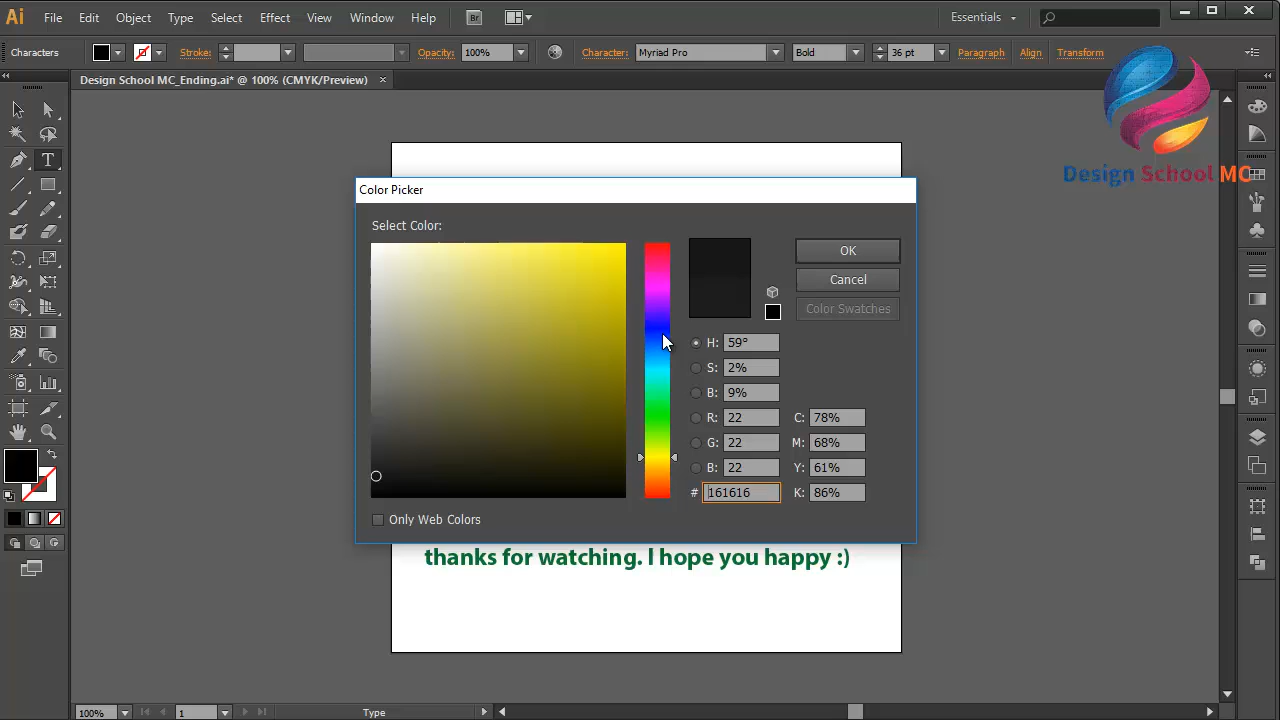 Ai File Edit Object Type Select Effect View Window Help Br Essentials
Characters Stroke: Opacity: 100% Character: Myriad Pro Bold 36 pt Paragraph Align Transform
Design School MC_Ending.ai* @ 100% (CMYK/Preview)
Design School MC
Color Picker
Select Color:
OK
Cancel
Color Swatches
H: 59°
S: 2%
B: 9%
R: 22 C: 78%
G: 22 M: 68%
B: 22 Y: 61%
# 161616 K: 86%
Only Web Colors
thanks for watching. I hope you happy :)
100% 1 Type